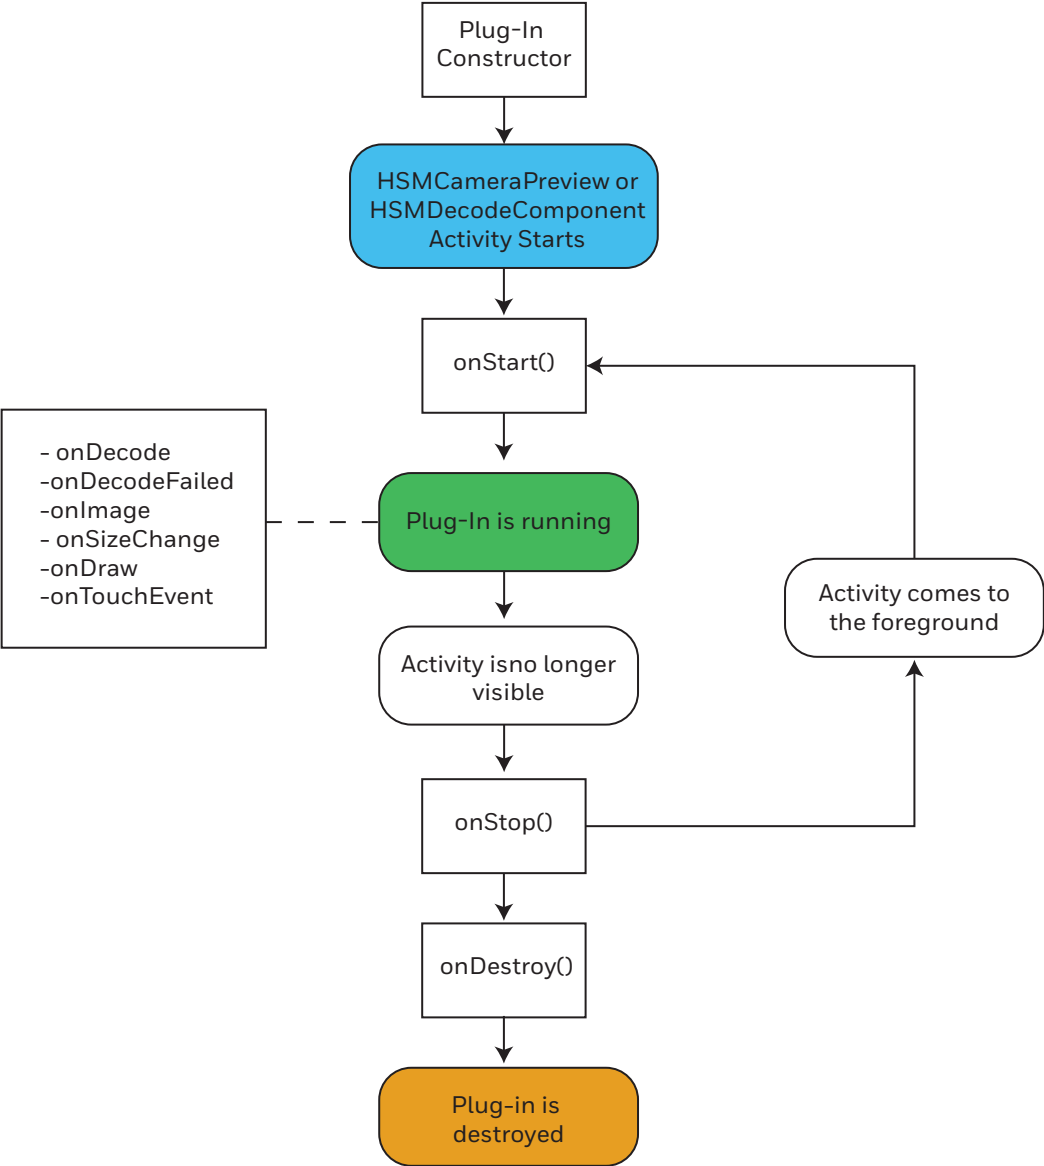 Plug-In
Constructor
HSMCameraPreview or
HSMDecodeComponent
Activity Starts
onStart()
- onDecode
-onDecodeFailed
-onImage
- onSizeChange
-onDraw
-onTouchEvent
Plug-In is running
Activity comes to
the foreground
Activity isno longer
visible
onStop()
onDestroy()
Plug-in is
destroyed